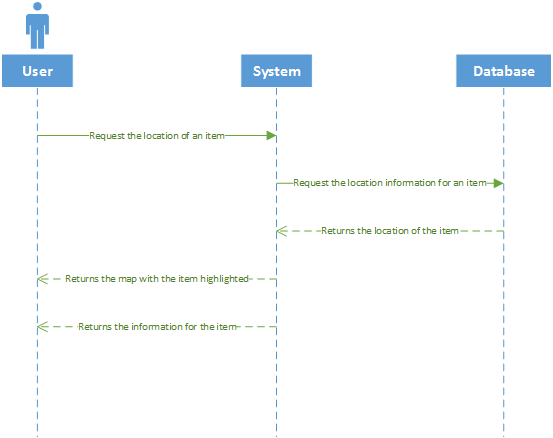 User
System
Database
Request the location of an item
Request the location information for an item
Returns the location of the item
Returns the map with the item highlighted
Returns the information for the item